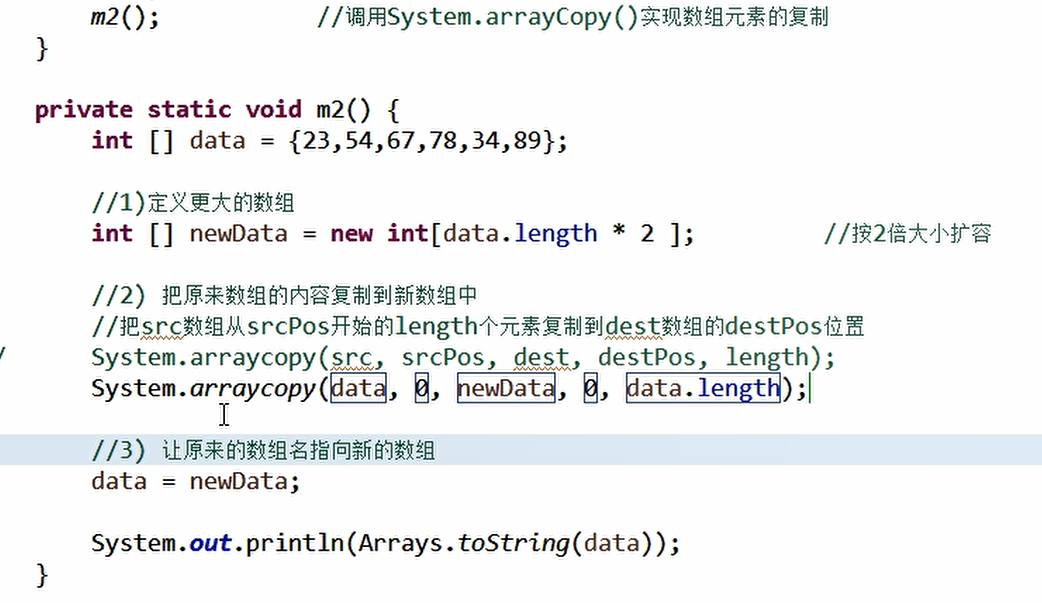 m2();          //调用System.arrayCopy()实现数组元素的复制
}
private static void m2() {
int [] data = {23,54,67,78,34,89};
//1)定义更大的数组
int [] newData = new int[data.length * 2 ];        //按2倍大小扩容
//2) 把原来数组的内容复制到新数组中
//把src数组从srcPos开始的length个元素复制到dest数组的destPos位置
/      System.arraycopy(src, srcPos, dest, destPos, length);
System.arraycopy(data, 0, newData, 0, data.length);
//3) 让原来的数组名指向新的数组
data = newData;
System.out.println(Arrays.toString(data));
}